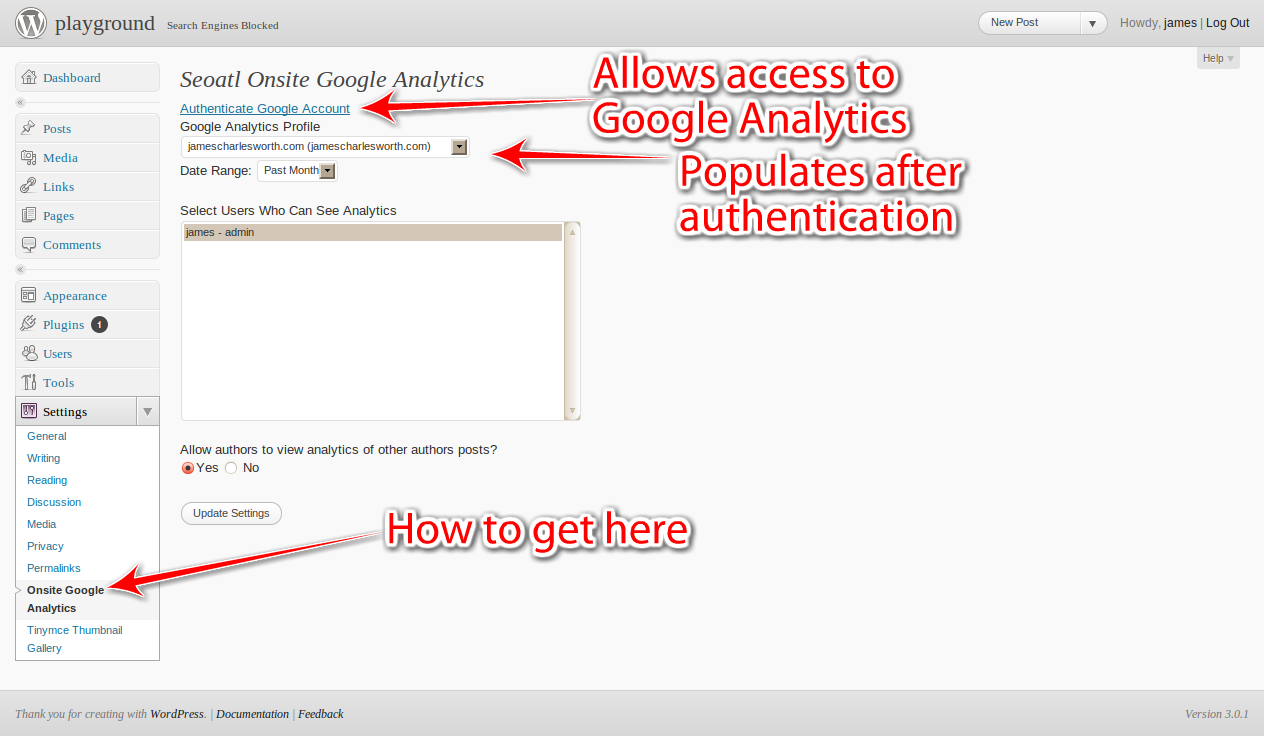 playground Search Engines Blocked
New Post
Howdy, james | Log Out
Help
Dashboard
Posts
Media
Links
Pages
Comments
Appearance
Plugins 1
Users
Tools
Settings
General
Writing
Reading
Discussion
Media
Privacy
Permalinks
Onsite Google
Analytics
Tinymce Thumbnail
Gallery
Seoatl Onsite Google Analytics
Authenticate Google Account
Google Analytics Profile
jamescharlesworth.com (jamescharlesworth.com)
Date Range: Past Month
Select Users Who Can See Analytics
james - admin
Allow authors to view analytics of other authors posts?
Yes No
Update Settings
Allows access to
Google Analytics
Populates after
authentication
How to get here
Thank you for creating with WordPress. | Documentation | Feedback
Version 3.0.1